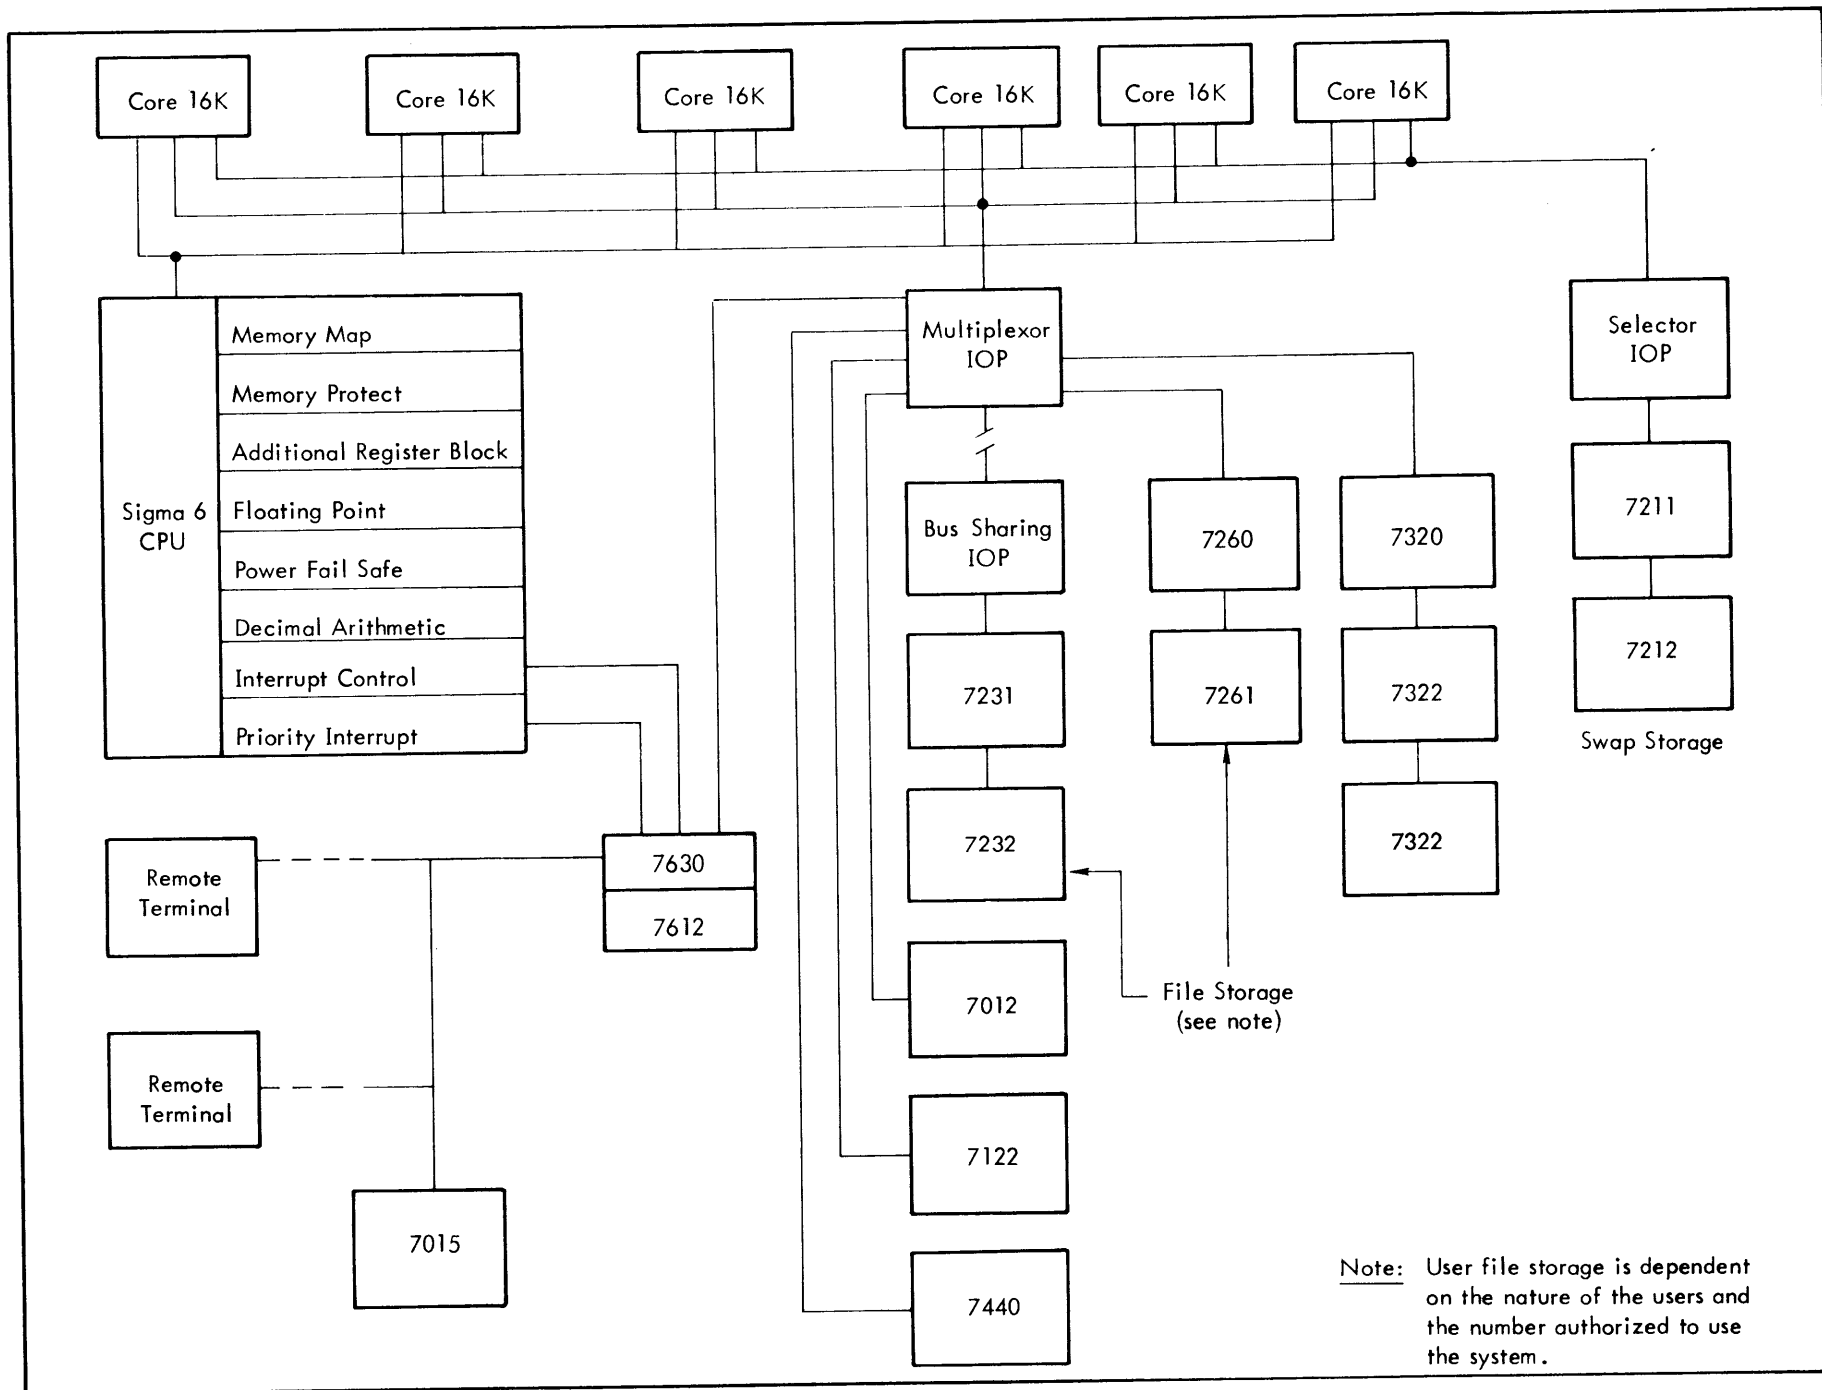 Core 16K
Core 16K
Core 16K
Core 16K
Core 16K
Core 16K
Sigma 6
CPU
Memory Map
Memory Protect
Additional Register Block
Floating Point
Power Fail Safe
Decimal Arithmetic
Interrupt Control
Priority Interrupt
Multiplexor
IOP
Selector
IOP
Bus Sharing
IOP
7260
7320
7211
7231
7261
7322
7212
Swap Storage
7232
7322
Remote
Terminal
7630
7612
7012
File Storage
(see note)
Remote
Terminal
7122
7015
7440
Note: User file storage is dependent
on the nature of the users and
the number authorized to use
the system.